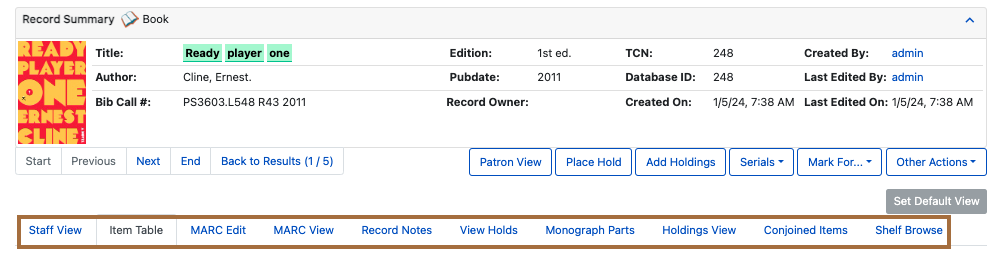 Record Summary Book
READY
PLAYER
ONE
ERNEST
CLINE
Title: Ready player one Edition: 1st ed. TCN: 248 Created By: admin
Author: Cline, Ernest. Pubdate: 2011 Database ID: 248 Last Edited By: admin
Bib Call #: PS3603.L548 R43 2011 Record Owner: Created On: 1/5/24, 7:38 AM Last Edited On: 1/5/24, 7:38 AM
Start Previous Next End Back to Results (1 / 5) Patron View Place Hold Add Holdings Serials Mark For... Other Actions
Set Default View
Staff View Item Table MARC Edit MARC View Record Notes View Holds Monograph Parts Holdings View Conjoined Items Shelf Browse